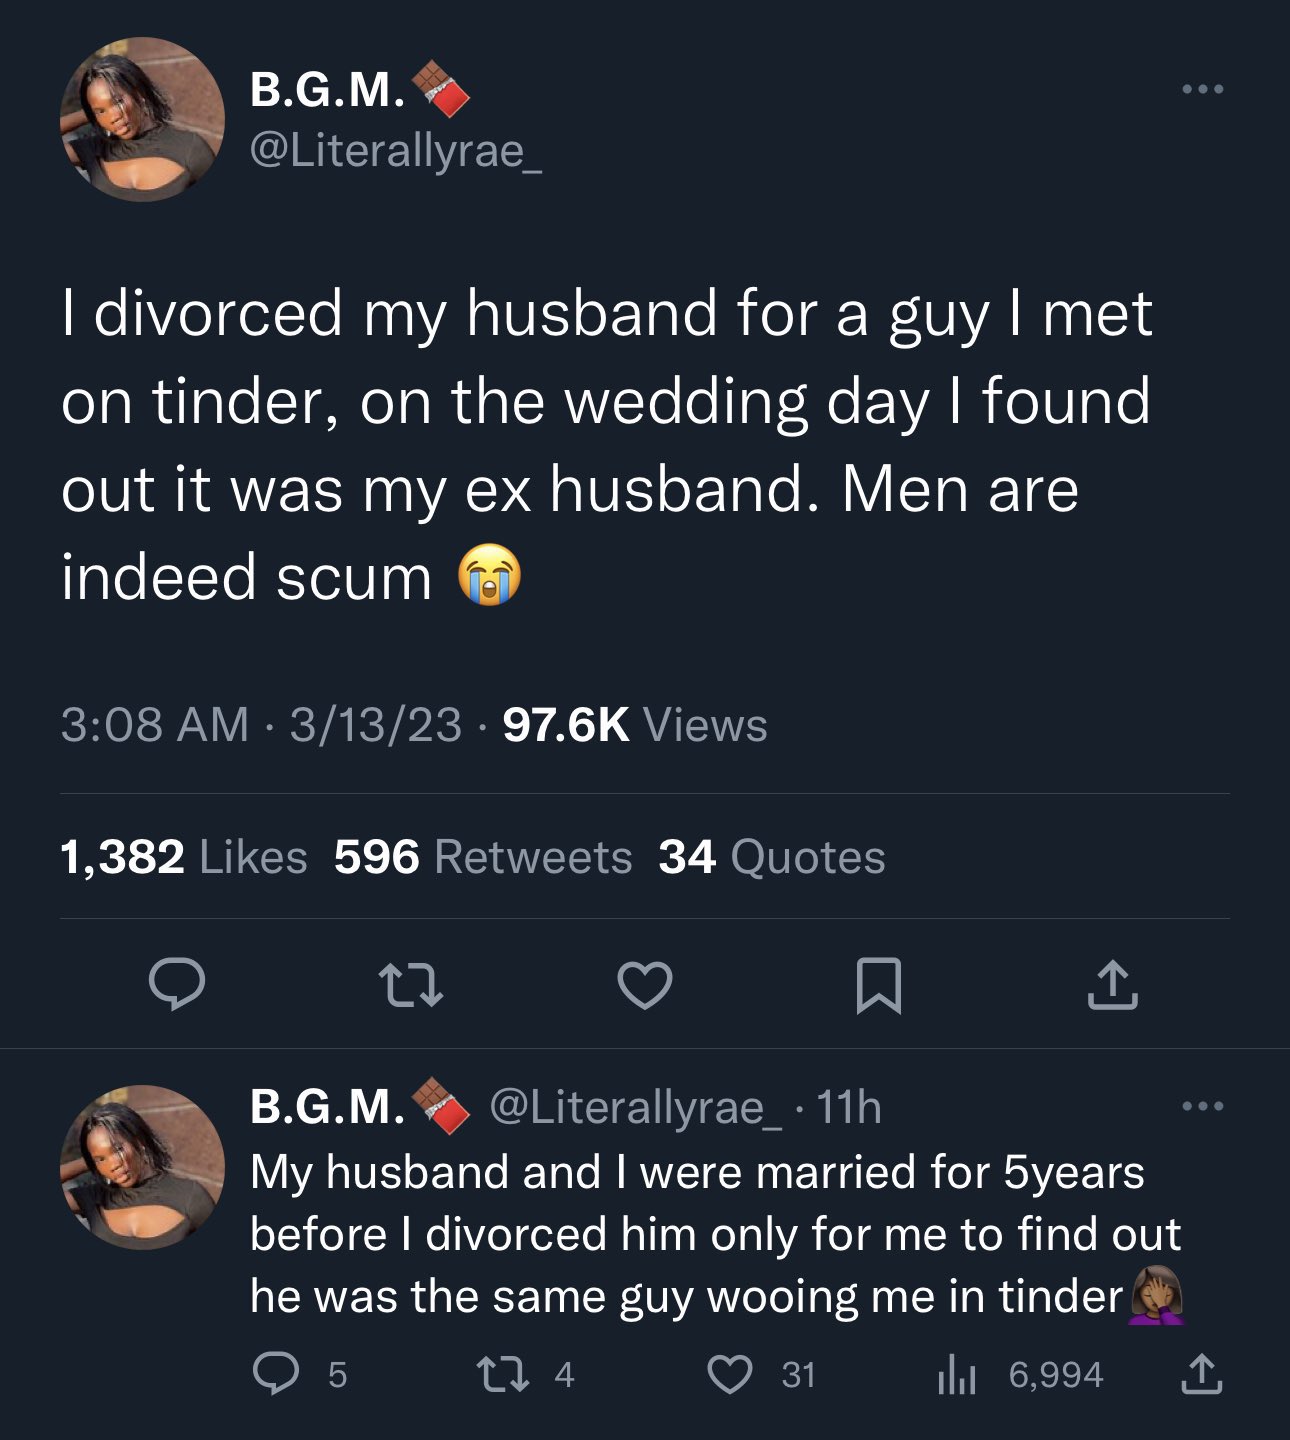 B.G.M.🍫
@Literallyrae_
I divorced my husband for a guy I met
on tinder, on the wedding day I found
out it was my ex husband. Men are
indeed scum 😭
3:08 AM · 3/13/23 · 97.6K Views
1,382 Likes 596 Retweets 34 Quotes
B.G.M.🍫 @Literallyrae_ · 11h
My husband and I were married for 5years
before I divorced him only for me to find out
he was the same guy wooing me in tinder🤦🏾‍♀️
5 4 31 6,994